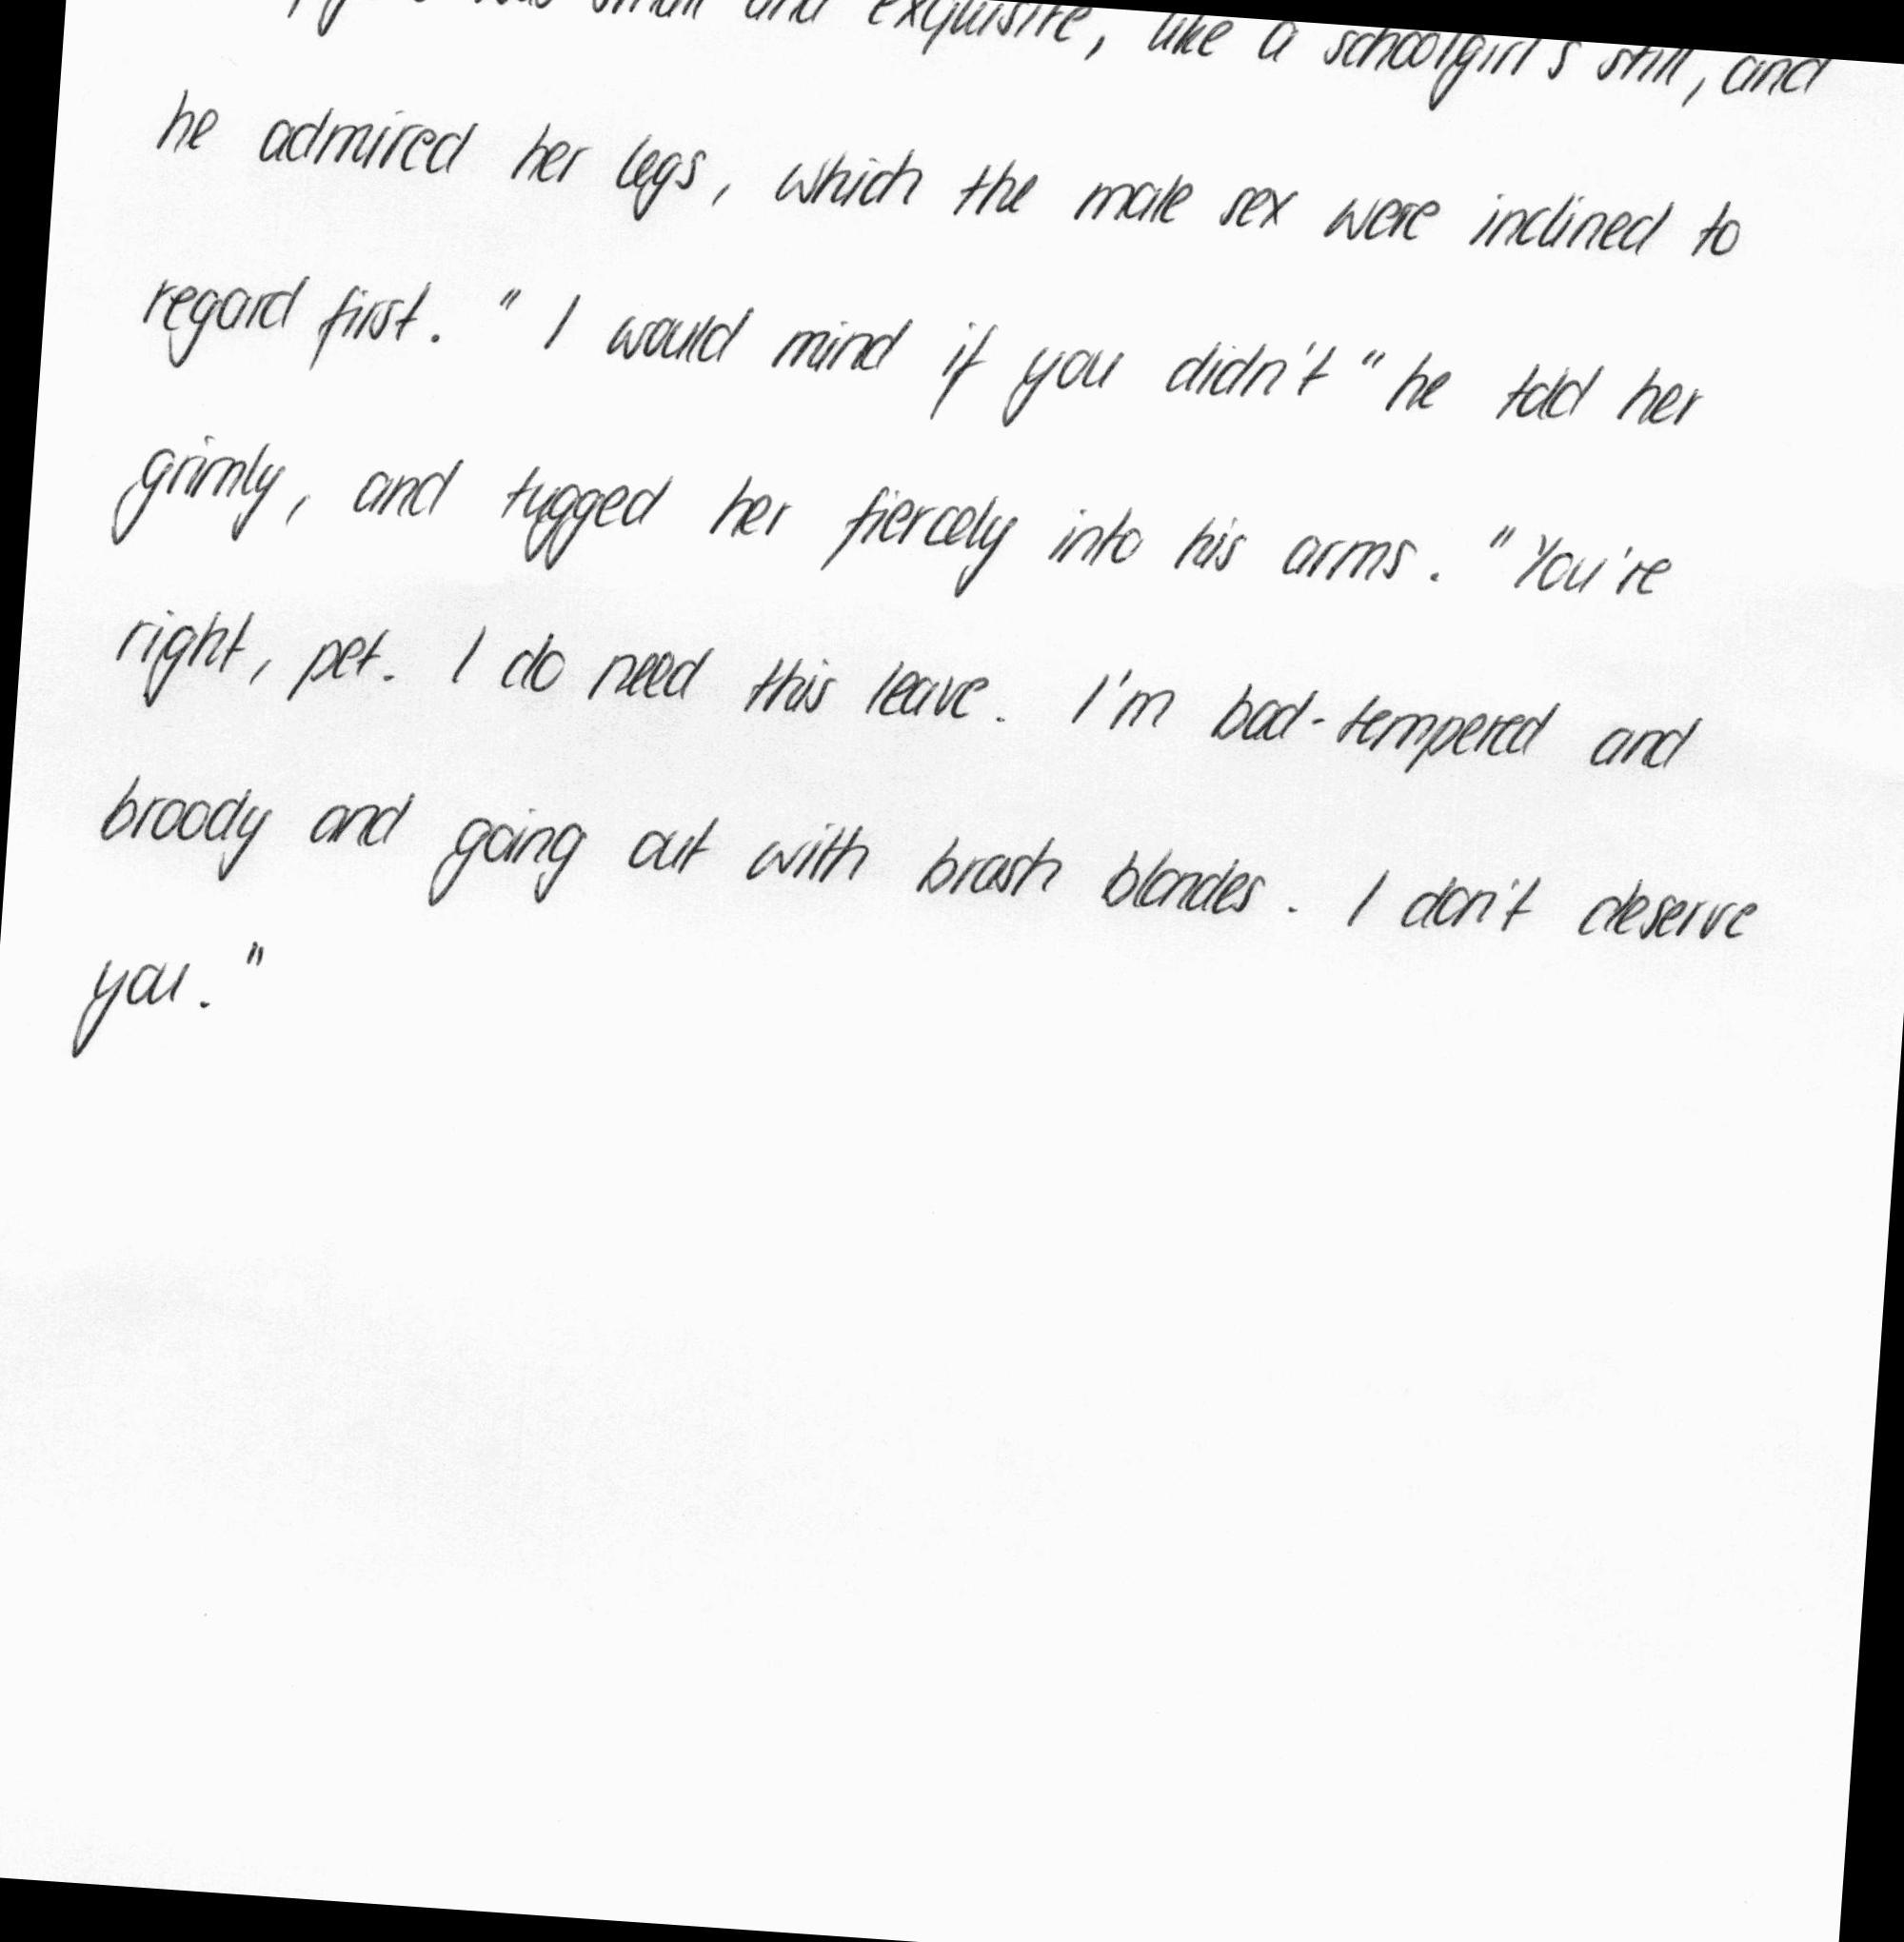 small and exquisite, like a schoolgirl's still, and
he admired her legs, which the male sex were inclined to
regard first. " I would mind if you didn't " he told her
grimly, and tugged her fiercely into his arms. " You're
right, pet. I do need this leave. I'm bad-tempered and
broody and going out with brash blondes. I don't deserve
you. "